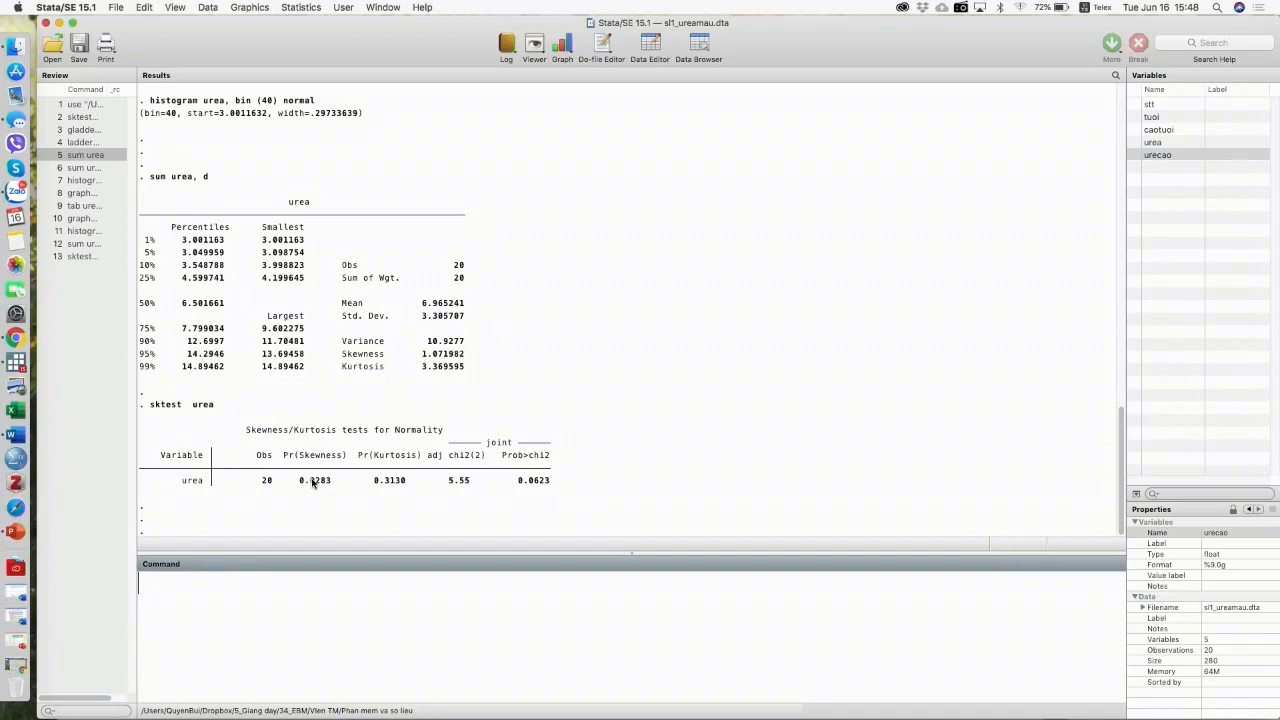 Stata/SE 15.1 File Edit View Data Graphics Statistics User Window Help 72% Telex Tue Jun 16 15:48
Stata/SE 15.1 — sl1_ureamau.dta
Open Save Print Log Viewer Graph Do-file Editor Data Editor Data Browser More Break Search Help
Search
Review Results Variables
Command _rc
1 use "/U...
2 sktest...
3 gladde...
4 ladder...
5 sum urea
6 sum ur...
7 histogr...
8 graph...
9 tab ure...
10 graph...
11 histogr...
12 sum ur...
13 sktest...
. histogram urea, bin (40) normal
(bin=40, start=3.0011632, width=.29733639)
.
.
.
. sum urea, d
urea
Percentiles Smallest
1% 3.001163 3.001163
5% 3.049959 3.098754
10% 3.548788 3.998823 Obs 20
25% 4.599741 4.199645 Sum of Wgt. 20
50% 6.501661 Mean 6.965241
Largest Std. Dev. 3.305707
75% 7.799034 9.602275
90% 12.6997 11.70481 Variance 10.9277
95% 14.2946 13.69458 Skewness 1.071982
99% 14.89462 14.89462 Kurtosis 3.369595
.
. sktest  urea
Skewness/Kurtosis tests for Normality
joint
Variable Obs Pr(Skewness) Pr(Kurtosis) adj chi2(2) Prob>chi2
urea 20 0.0283 0.3130 5.55 0.0623
.
.
.
Command
/Users/QuyenBui/Dropbox/5_Giang day/34_EBM/Vien TM/Phan mem va so lieu
Name Label
stt
tuoi
caotuoi
urea
urecao
Properties
Variables
Name urecao
Label
Type float
Format %9.0g
Value label
Notes
Data
Filename sl1_ureamau.dta
Label
Notes
Variables 5
Observations 20
Size 280
Memory 64M
Sorted by